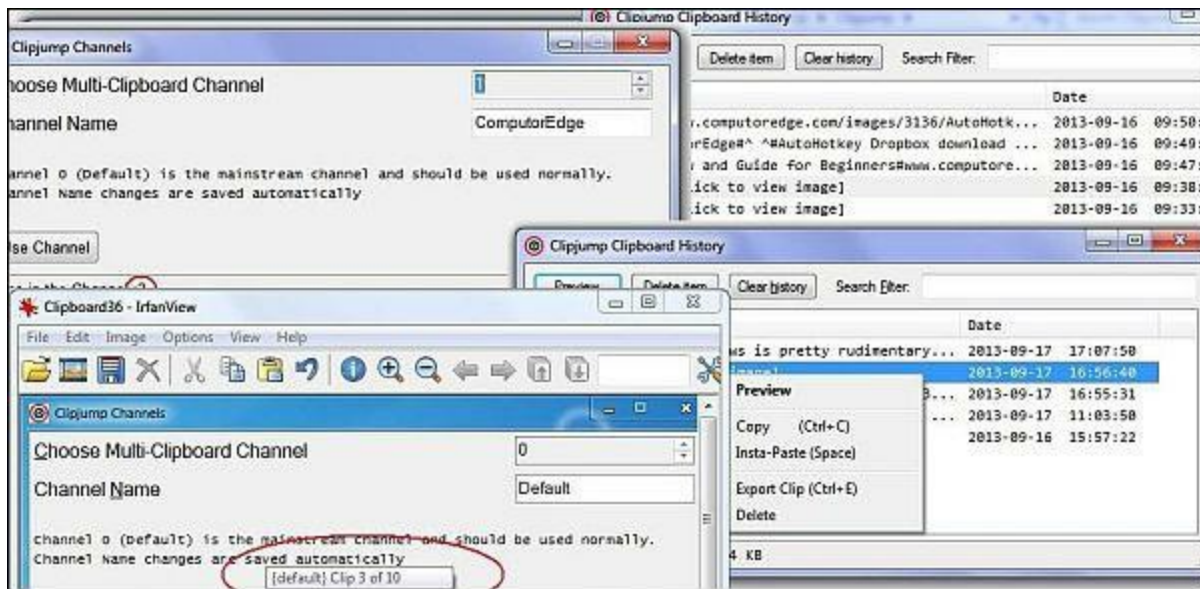 Clipjump Clipboard History
Delete item Clear history Search Filter:
Date
.computoredge.com/images/3136/AutoHotk... 2013-09-16 09:50:
rEdge#^ ^#AutoHotkey Dropbox download ... 2013-09-16 09:49:
and Guide for Beginners#www.computore... 2013-09-16 09:47:
ick to view image] 2013-09-16 09:38:
ick to view image] 2013-09-16 09:33:
Clipjump Channels
hoose Multi-Clipboard Channel 1
hannel Name ComputorEdge
annel 0 (Default) is the mainstream channel and should be used normally.
annel Name changes are saved automatically
se Channel
Clipjump Clipboard History
Preview Delete item Clear history Search Filter:
Date
ws is pretty rudimentary... 2013-09-17 17:07:50
image] 2013-09-17 16:56:40
3... 2013-09-17 16:55:31
... 2013-09-17 11:03:50
2013-09-16 15:57:22
Preview
Copy (Ctrl+C)
Insta-Paste (Space)
Export Clip (Ctrl+E)
Delete
4 KB
Clipboard36 - IrfanView
File Edit Image Options View Help
Clipjump Channels
Choose Multi-Clipboard Channel 0
Channel Name Default
Channel 0 (Default) is the mainstream channel and should be used normally.
Channel Name changes are saved automatically
{default} Clip 3 of 10